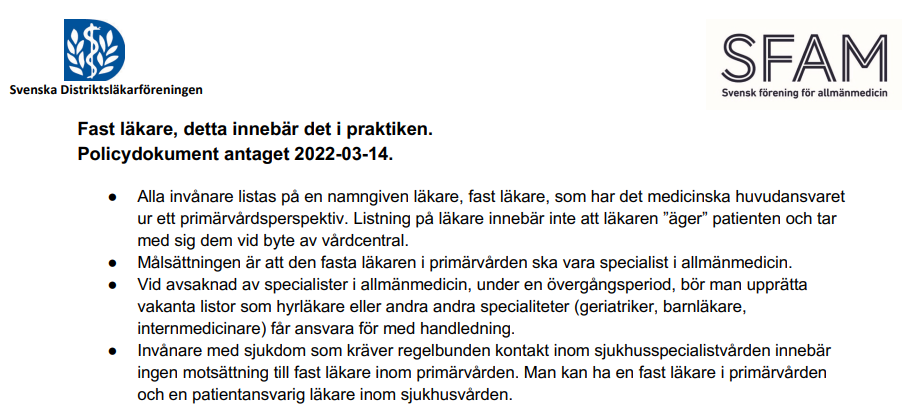 Svenska Distriktsläkarföreningen
SFAM
Svensk förening för allmänmedicin
Fast läkare, detta innebär det i praktiken.
Policydokument antaget 2022-03-14.
● Alla invånare listas på en namngiven läkare, fast läkare, som har det medicinska huvudansvaret
ur ett primärvårdsperspektiv. Listning på läkare innebär inte att läkaren ”äger” patienten och tar
med sig dem vid byte av vårdcentral.
● Målsättningen är att den fasta läkaren i primärvården ska vara specialist i allmänmedicin.
● Vid avsaknad av specialister i allmänmedicin, under en övergångsperiod, bör man upprätta
vakanta listor som hyrläkare eller andra andra specialiteter (geriatriker, barnläkare,
internmedicinare) får ansvara för med handledning.
● Invånare med sjukdom som kräver regelbunden kontakt inom sjukhusspecialistvården innebär
ingen motsättning till fast läkare inom primärvården. Man kan ha en fast läkare i primärvården
och en patientansvarig läkare inom sjukhusvården.